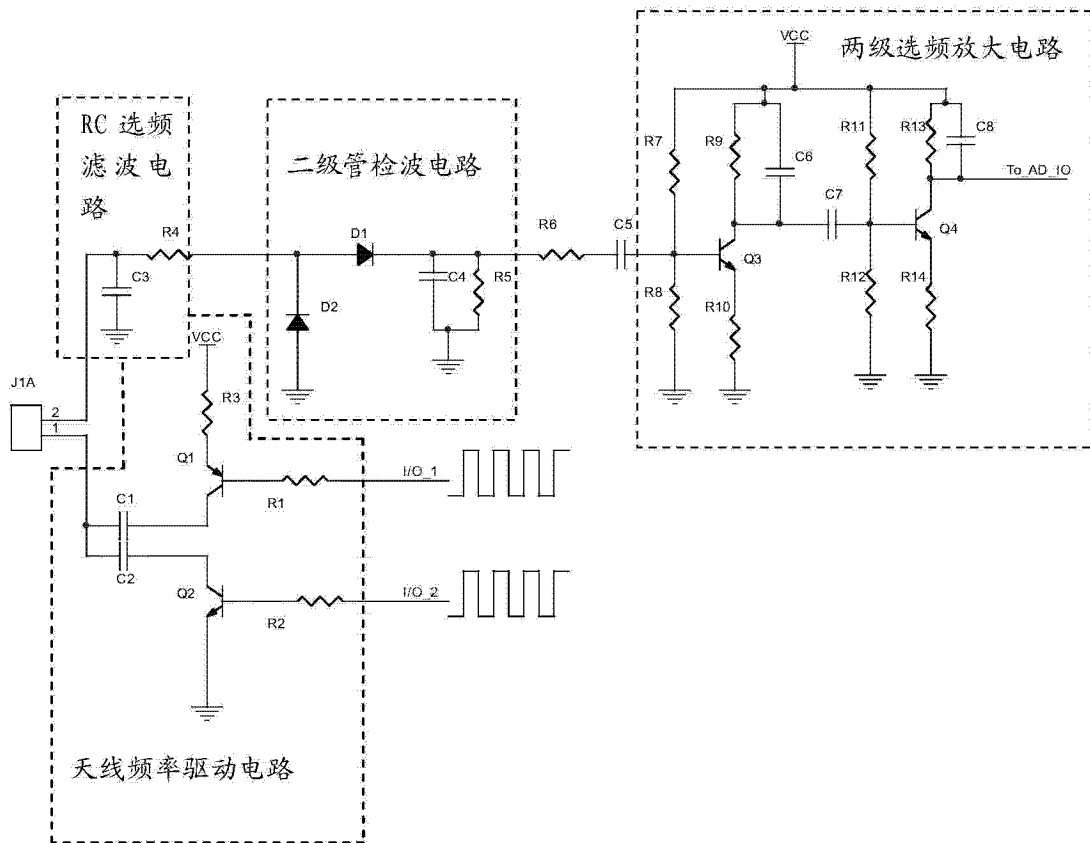 VCC
两级选频放大电路
RC 选频
滤波电
路
二级管检波电路
R7
R9
R11
R13
C8
C6
C7
To_AD_IO
R4
D1
R6
C5
Q3
Q4
C3
C4
R5
R8
R10
R12
R14
D2
VCC
J1A
2
1
R3
Q1
I/O_1
R1
C1
C2
Q2
I/O_2
R2
天线频率驱动电路